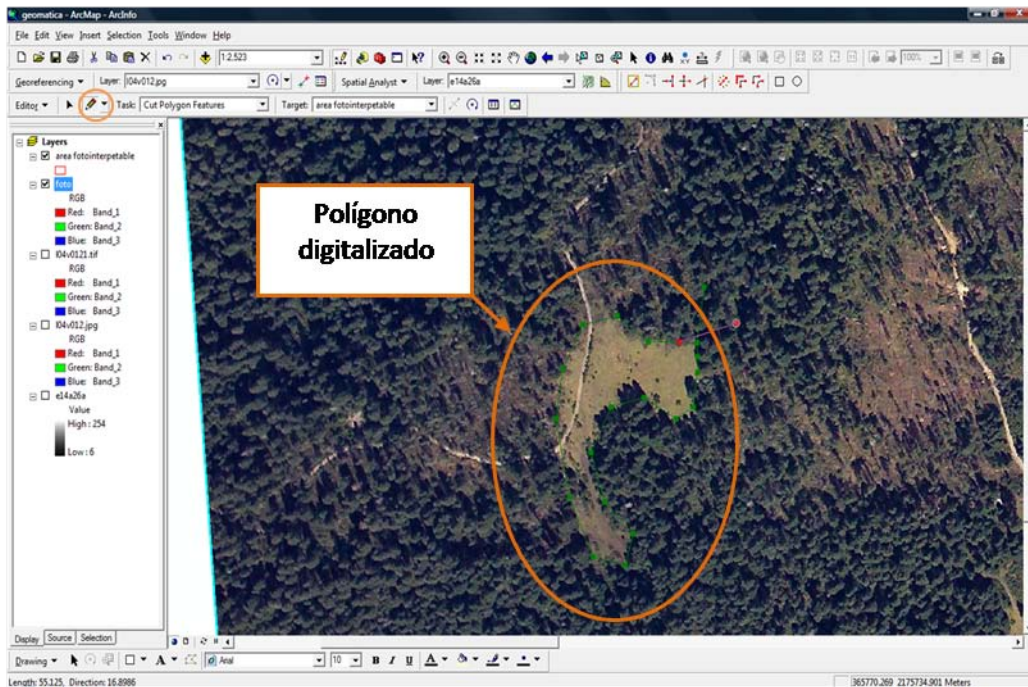 geomatica - ArcMap - ArcInfo
File Edit View Insert Selection Tools Window Help
1:2,523
100%
Georeferencing Layer: l04v012.jpg Spatial Analyst Layer: e14a26a
Editor Task: Cut Polygon Features Target: area fotointerpetable
Layers
area fotointerpetable
foto
RGB
Red: Band_1
Green: Band_2
Blue: Band_3
l04v0121.tif
RGB
Red: Band_1
Green: Band_2
Blue: Band_3
l04v012.jpg
RGB
Red: Band_1
Green: Band_2
Blue: Band_3
e14a26a
Value
High : 254
Low : 6
Polígono
digitalizado
Display Source Selection
Drawing A Arial 10 B I U A
Length: 55.125, Direction: 16.8986
365770.269 2175734.901 Meters